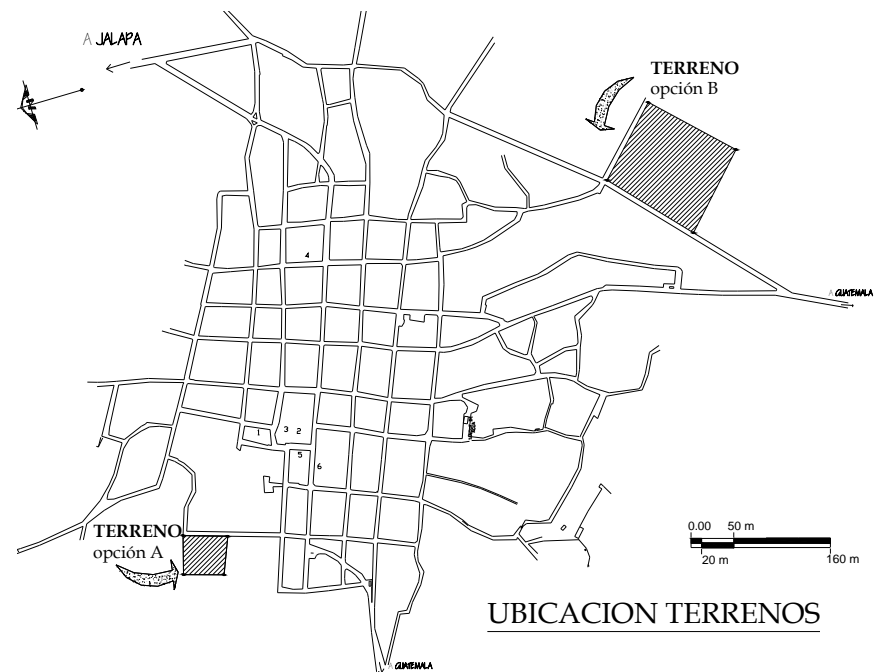 A JALAPA
TERRENO
opción B
4
A GUATEMALA
1
3 2
5
6
TERRENO
opción A
0.00 50 m
20 m 160 m
UBICACION TERRENOS
A GUATEMALA